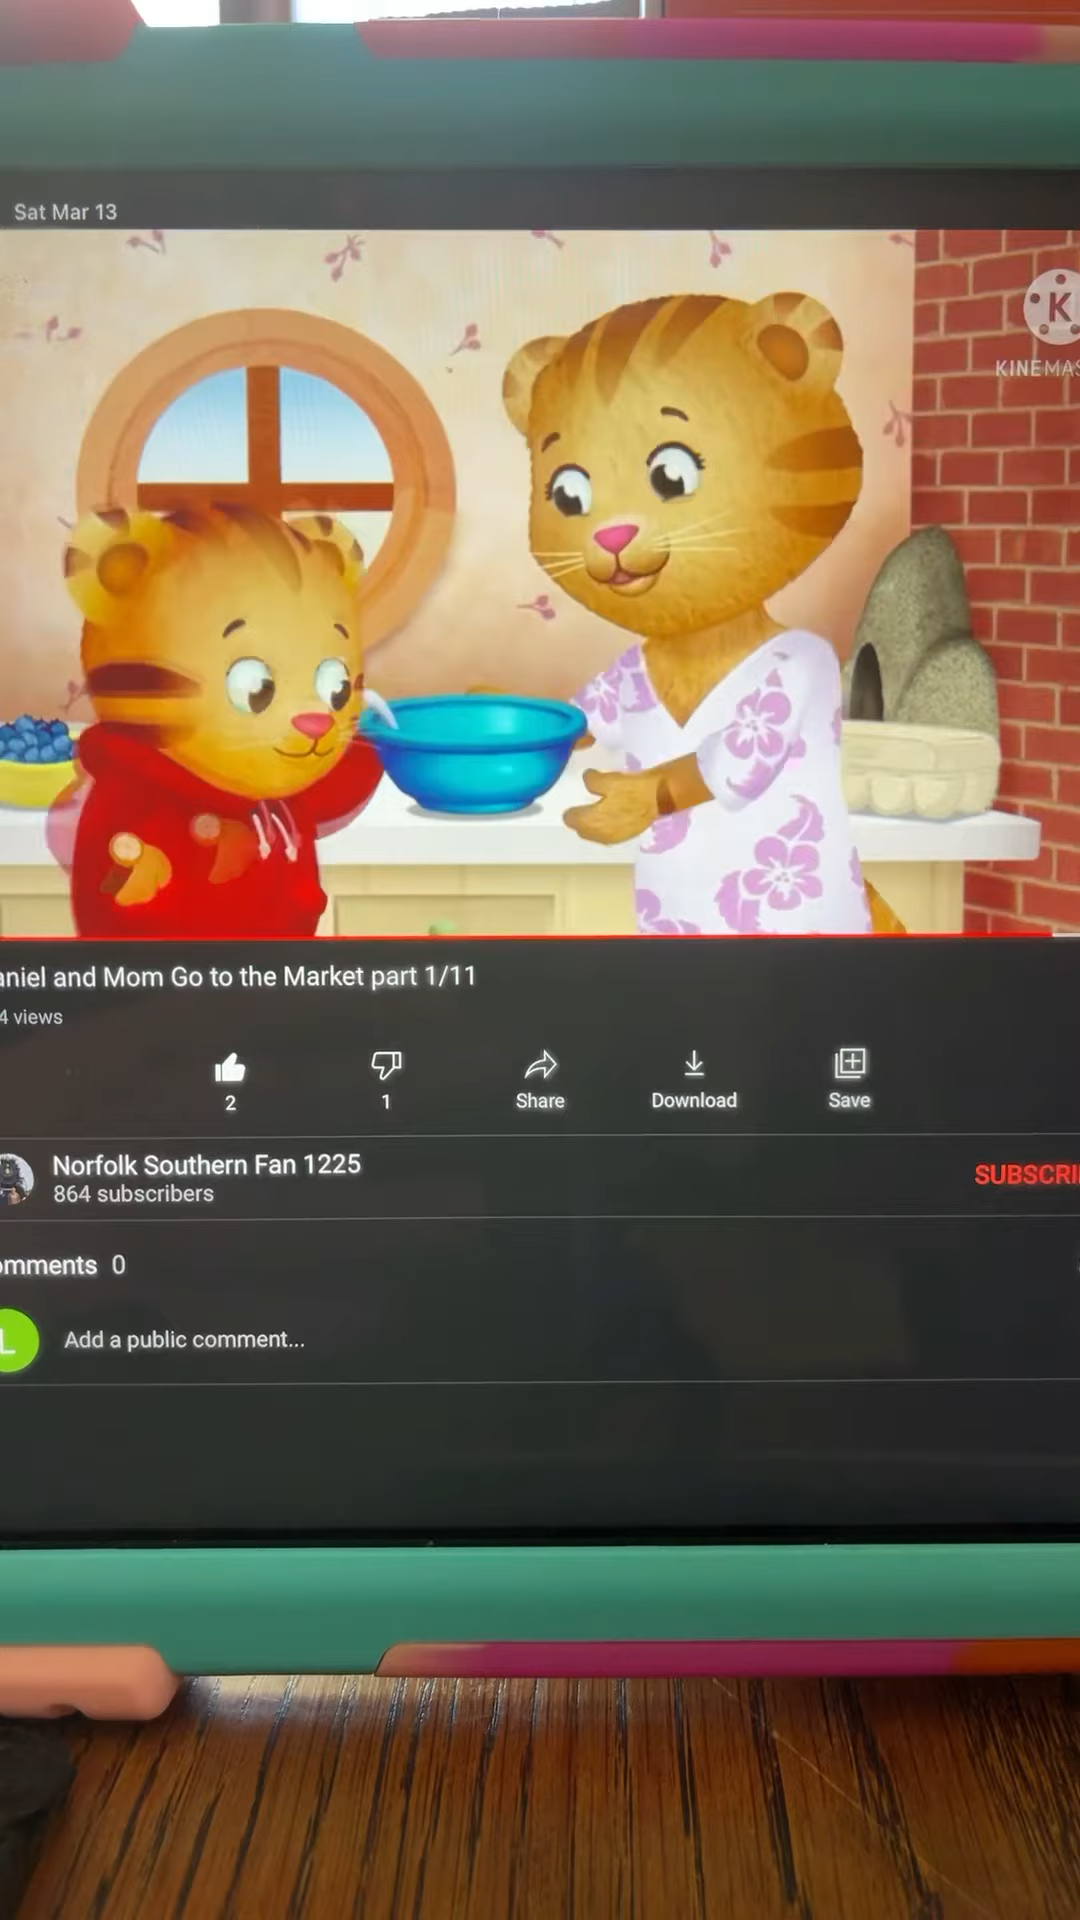 Sat Mar 13
K
KINEMAS
aniel and Mom Go to the Market part 1/11
4 views
2
1
Share
Download
Save
Norfolk Southern Fan 1225
864 subscribers
SUBSCRI
omments 0
L
Add a public comment...